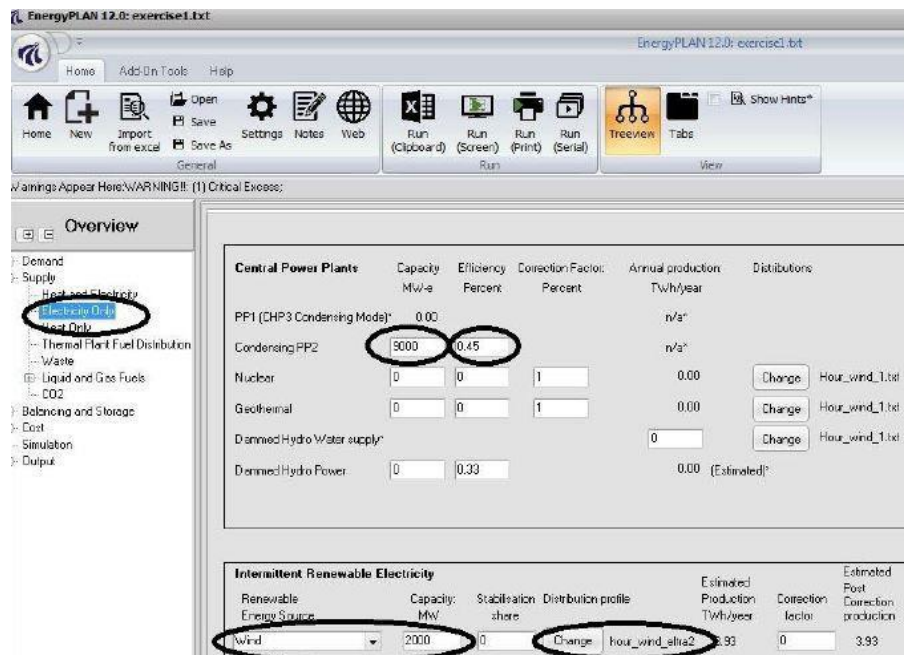 EnergyPLAN 12.0: exercise1.txt
EnergyPLAN 12.0: exercise1.txt
Home Add-On Tools Help
Home New Import from excel Open Save Save As Settings Notes Web Run (Clipboard) Run (Screen) Run (Print) Run (Serial) Treeview Tabs Show Hints*
General Run View
Warnings Appear Here:WARNING!!: (1) Critical Excess;
Overview
Demand
Supply
Heat and Electricity
Electricity Only
Heat Only
Thermal Plant Fuel Distribution
Waste
Liquid and Gas Fuels
CO2
Balancing and Storage
Cost
Simulation
Output
Central Power Plants Capacity Efficiency Correction Factor: Annual production Distributions
MW-e Percent Percent TWh/year
PP1 (CHP3 Condensing Mode)* 0.00 n/a*
Condensing PP2 9000 0.45 n/a*
Nuclear 0 0 1 0.00 Change Hour_wind_1.txt
Geothermal 0 0 1 0.00 Change Hour_wind_1.txt
Dammed Hydro Water supply* 0 Change Hour_wind_1.txt
Dammed Hydro Power 0 0.33 0.00 (Estimated)*
Intermittent Renewable Electricity
Renewable Energy Source Capacity: MW Stabilisation share Distribution profile Estimated Production TWh/year Correction factor Estimated Post Correction production
Wind 2000 0 Change hour_wind_eltra2 3.93 0 3.93